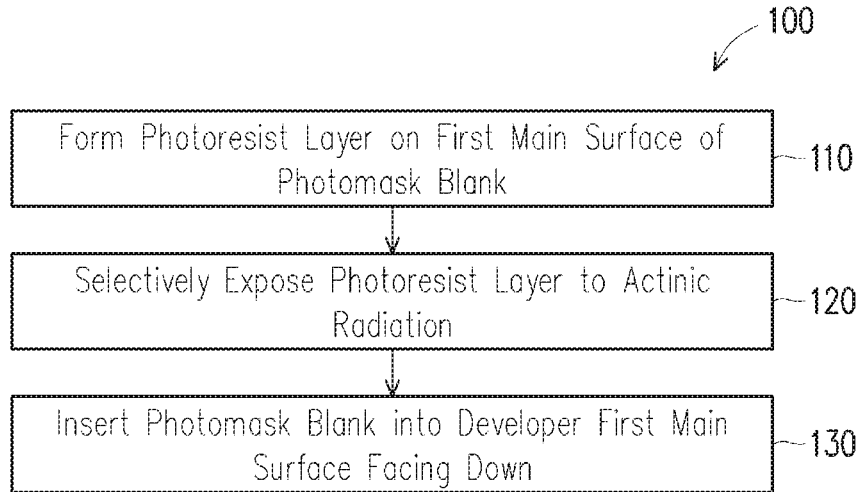 100
Form Photoresist Layer on First Main Surface of
Photomask Blank
110
Selectively Expose Photoresist Layer to Actinic
Radiation
120
Insert Photomask Blank into Developer First Main
Surface Facing Down
130